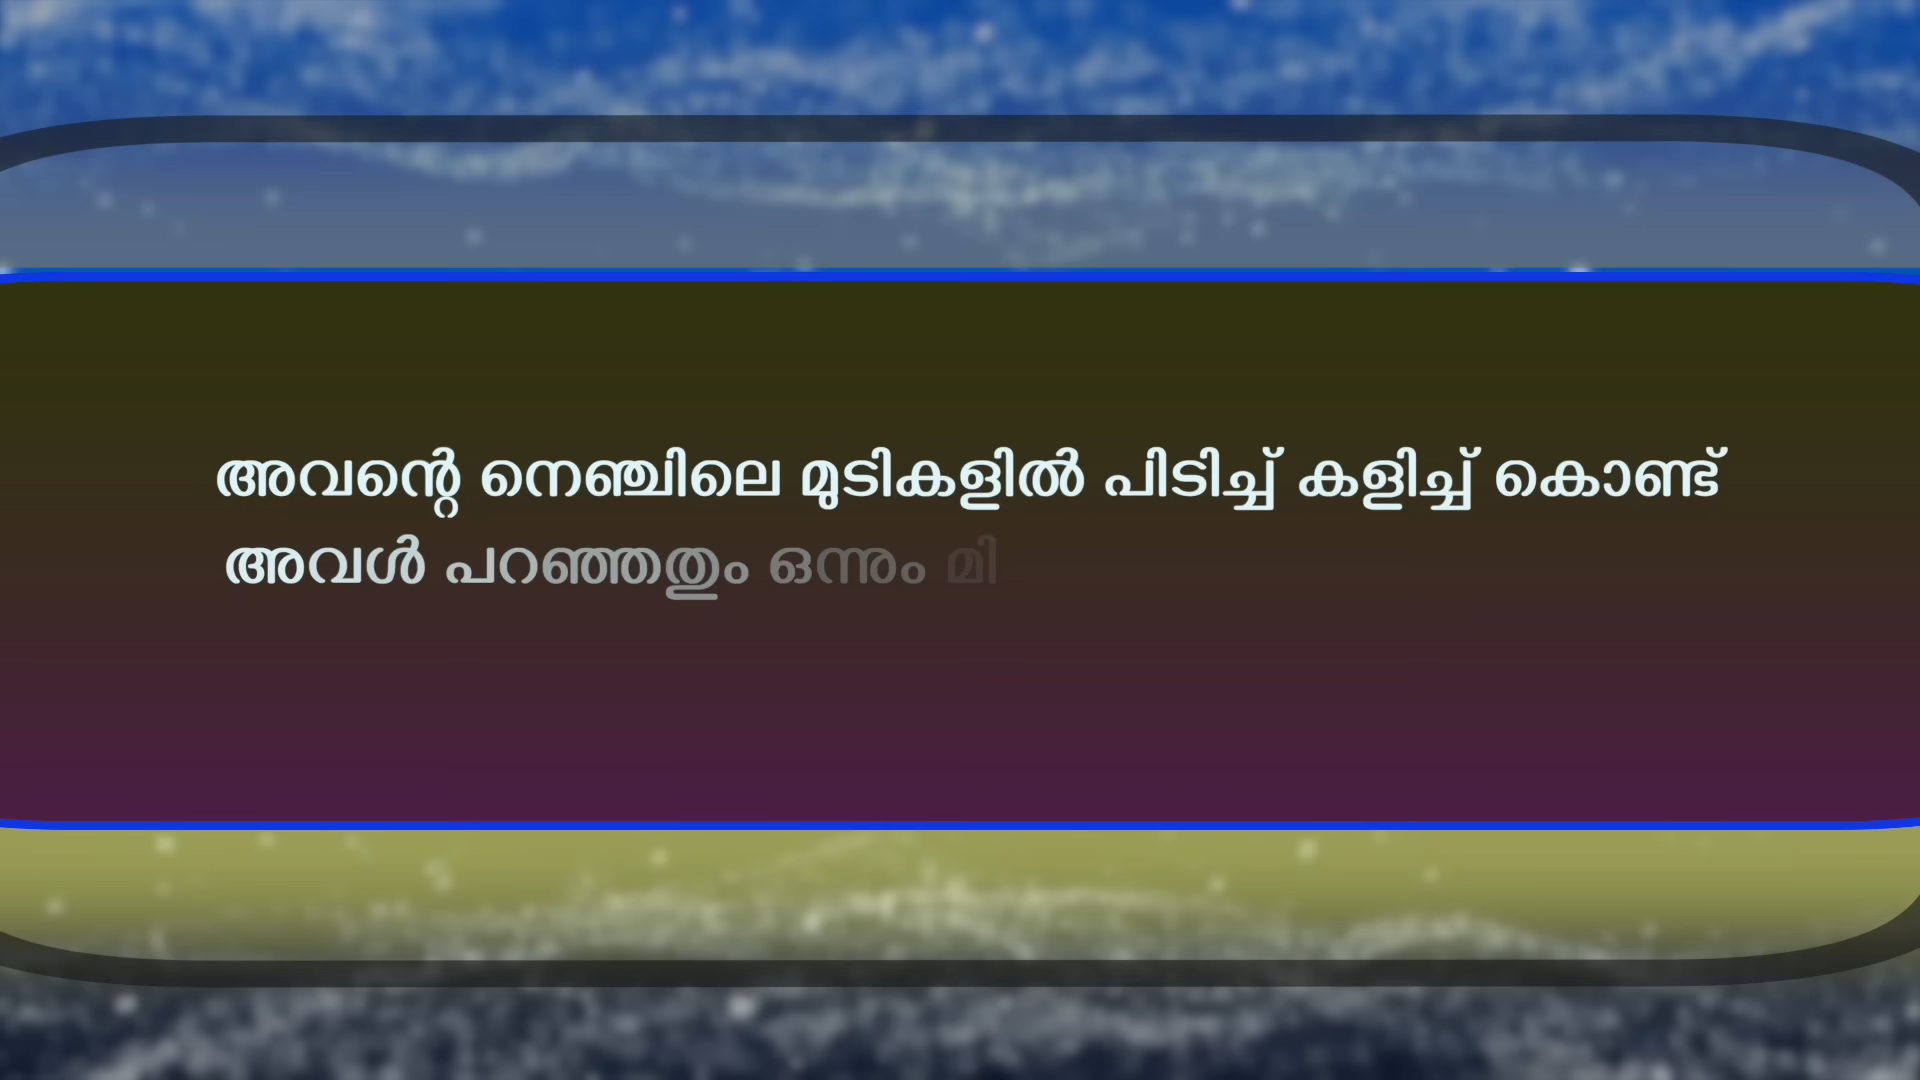 അവന്റെ നെഞ്ചിലെ മുടികളിൽ പിടിച്ച് കളിച്ച് കൊണ്ട്
അവൾ പറഞ്ഞതും ഒന്നും മി